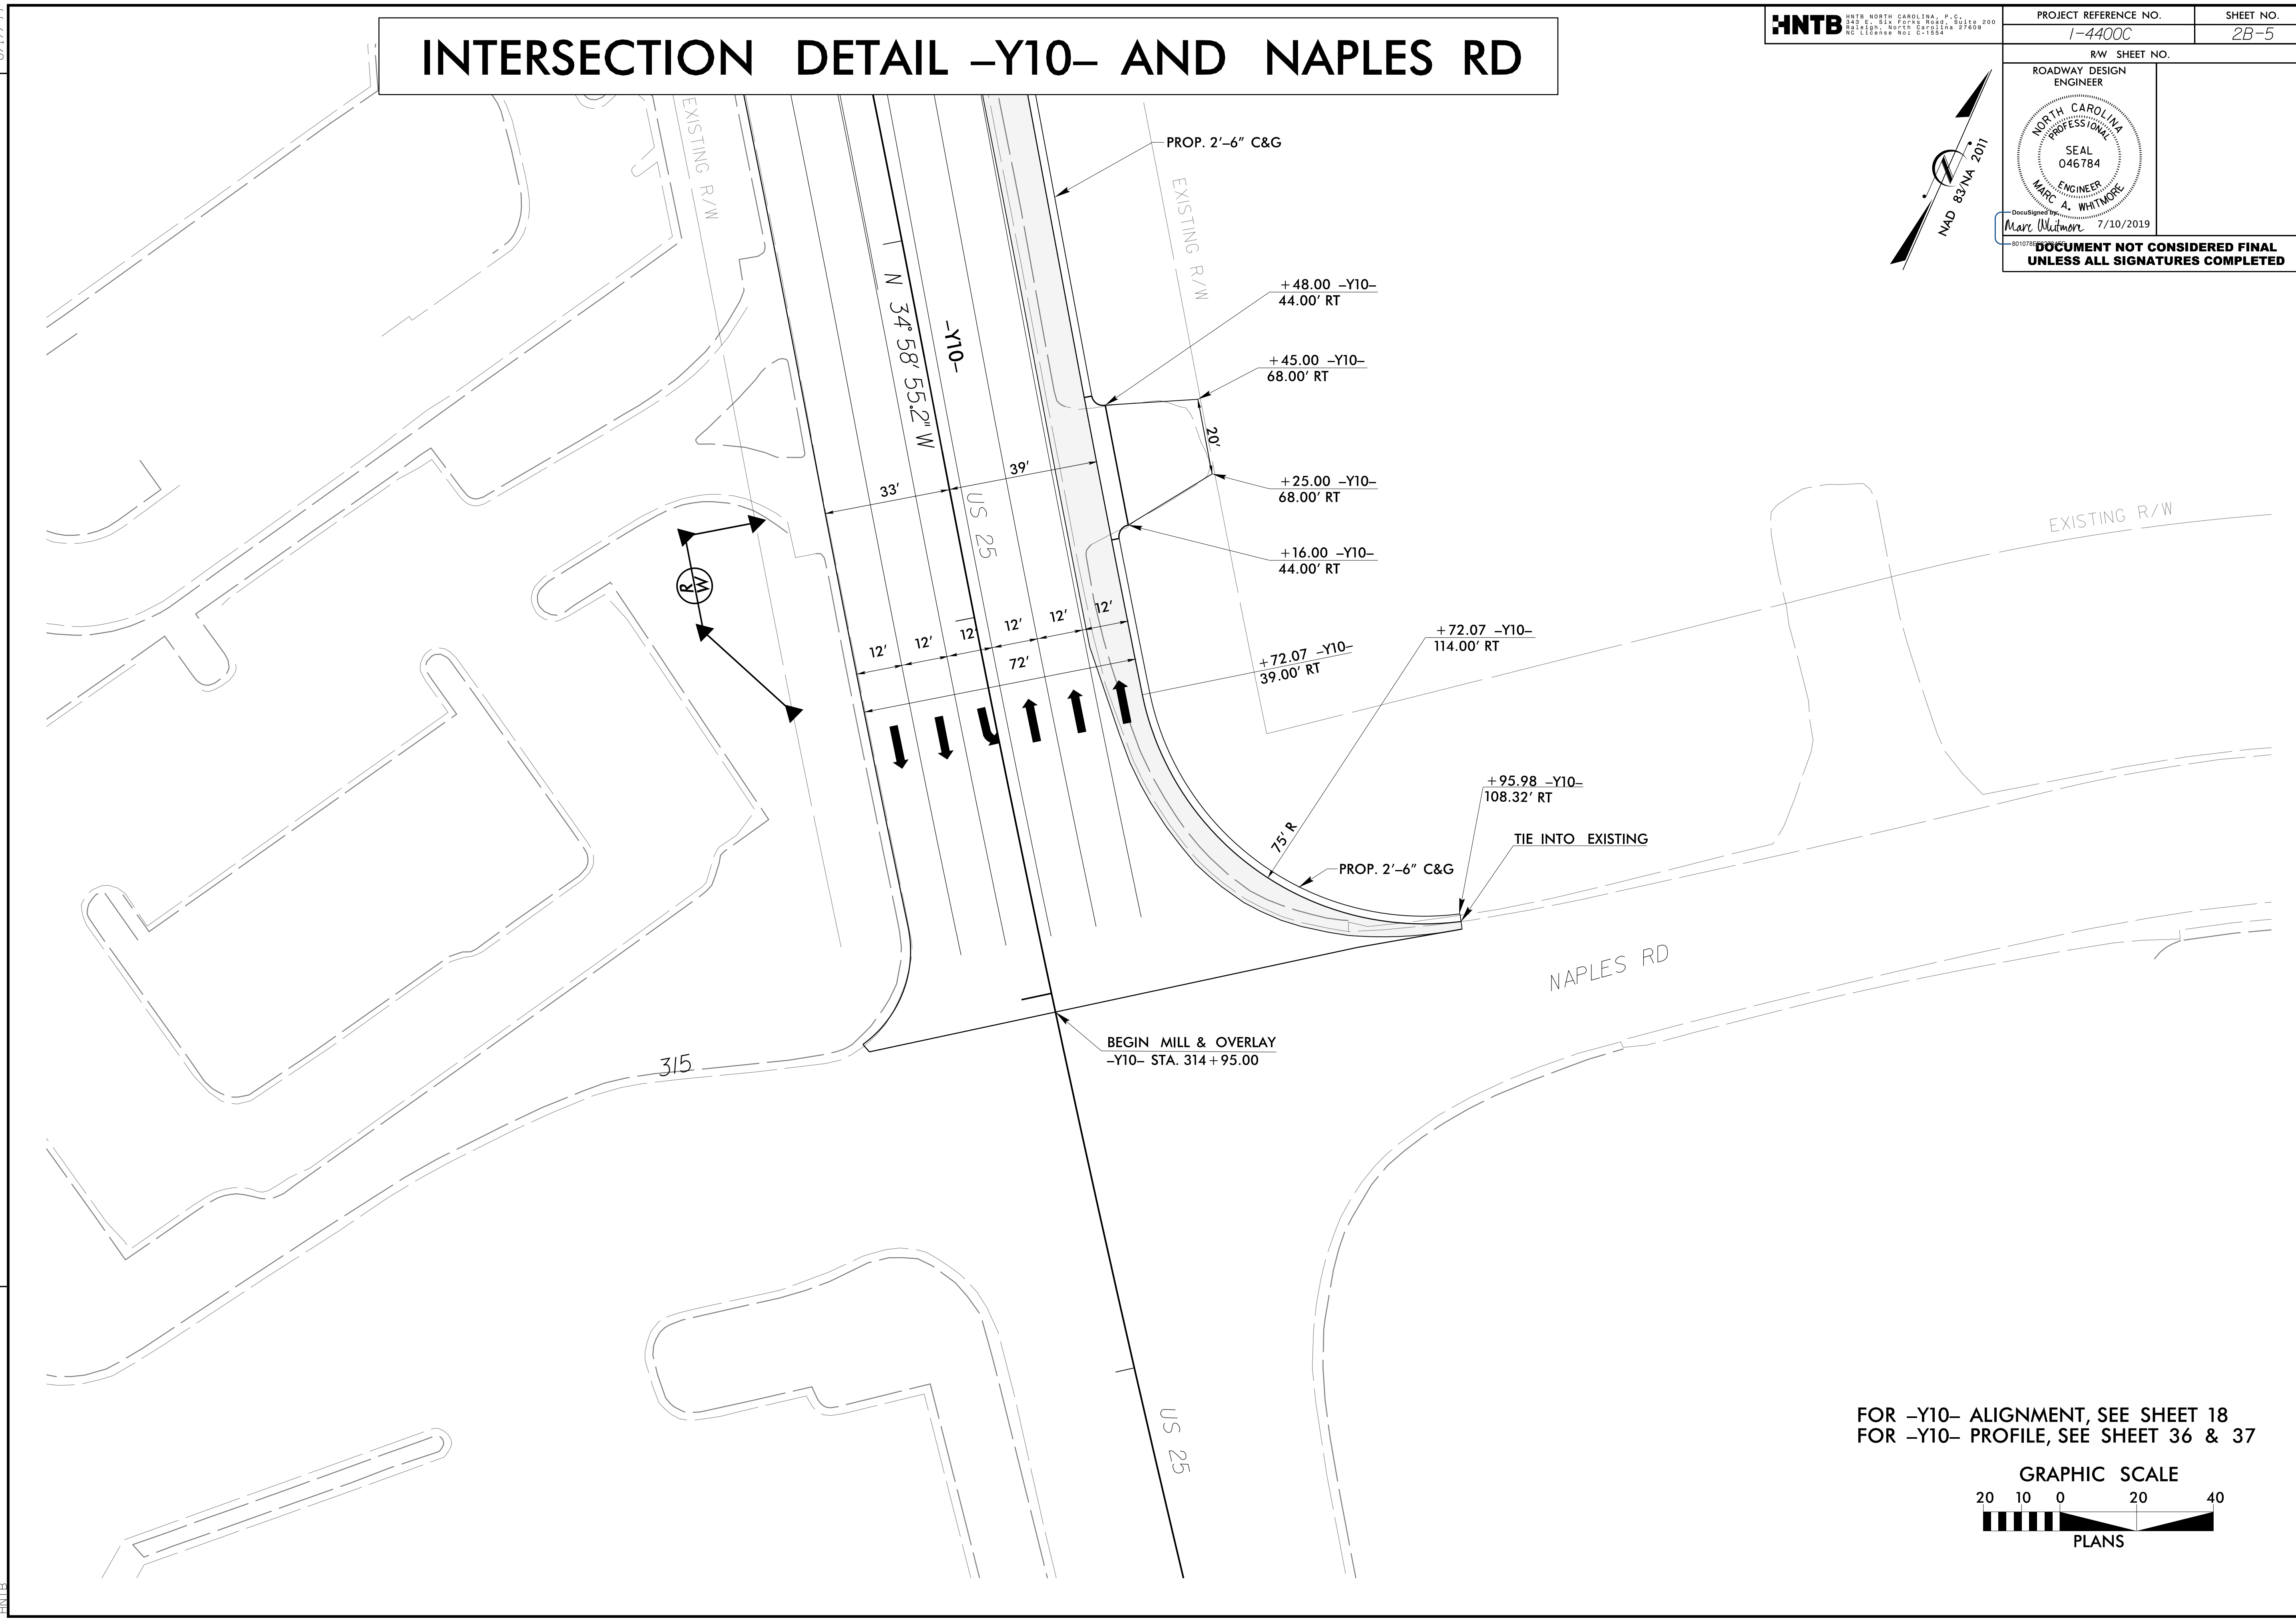 INTERSECTION DETAIL –Y10– AND NAPLES RD
HNTB
HNTB NORTH CAROLINA, P.C.
343 E. Six Forks Road, Suite 200
Raleigh, North Carolina 27609
NC License No: C-1554
PROJECT REFERENCE NO.
SHEET NO.
I-4400C
2B-5
R/W SHEET NO.
ROADWAY DESIGN
ENGINEER
NORTH CAROLINA
PROFESSIONAL
SEAL
046784
ENGINEER
MARC A. WHITMORE
DocuSigned by:
Marc Whitmore
7/10/2019
DOCUMENT NOT CONSIDERED FINAL
UNLESS ALL SIGNATURES COMPLETED
NAD 83/NA 2011
EXISTING R/W
PROP. 2'–6" C&G
EXISTING R/W
N 34° 58' 55.2" W
–Y10–
+48.00 –Y10–
44.00' RT
+45.00 –Y10–
68.00' RT
20'
39'
33'
+25.00 –Y10–
68.00' RT
US 25
EXISTING R/W
+16.00 –Y10–
44.00' RT
R/W
12'
12'
12'
12'
12'
12'
72'
+72.07 –Y10–
39.00' RT
+72.07 –Y10–
114.00' RT
+95.98 –Y10–
108.32' RT
75' R
TIE INTO EXISTING
PROP. 2'–6" C&G
NAPLES RD
BEGIN MILL & OVERLAY
–Y10– STA. 314+95.00
315
US 25
FOR –Y10– ALIGNMENT, SEE SHEET 18
FOR –Y10– PROFILE, SEE SHEET 36 & 37
GRAPHIC SCALE
20 10 0 20 40
PLANS